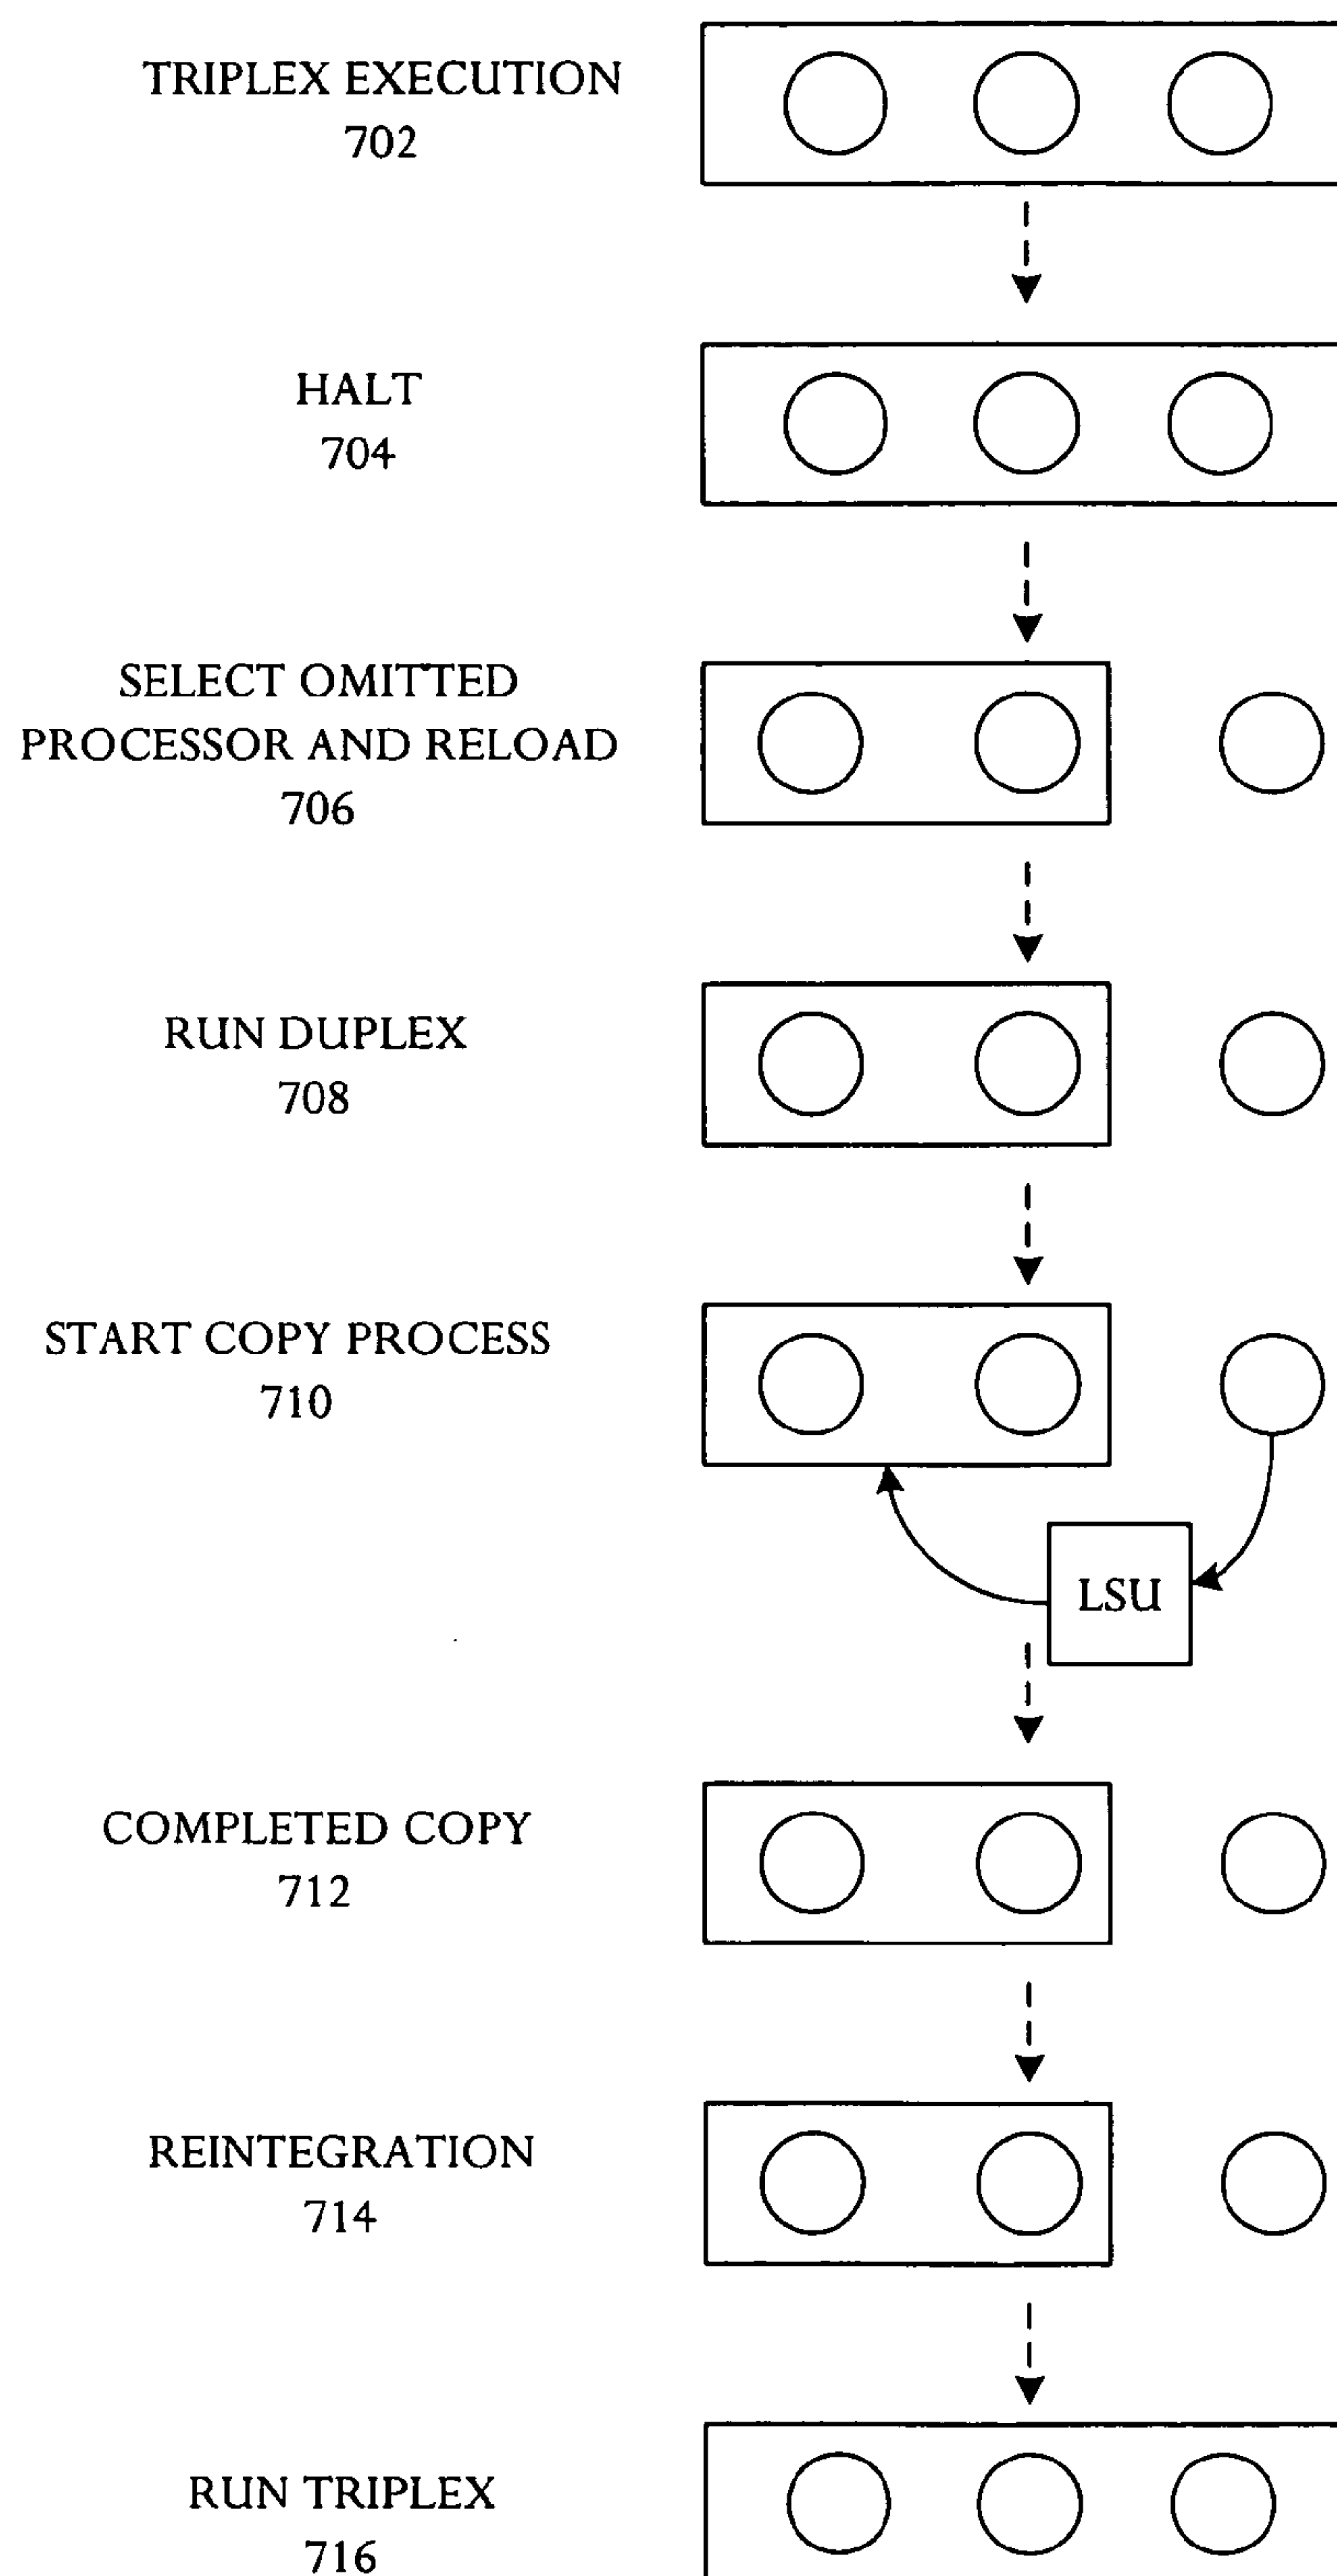 TRIPLEX EXECUTION
702
HALT
704
SELECT OMITTED
PROCESSOR AND RELOAD
706
RUN DUPLEX
708
START COPY PROCESS
710
LSU
COMPLETED COPY
712
REINTEGRATION
714
RUN TRIPLEX
716